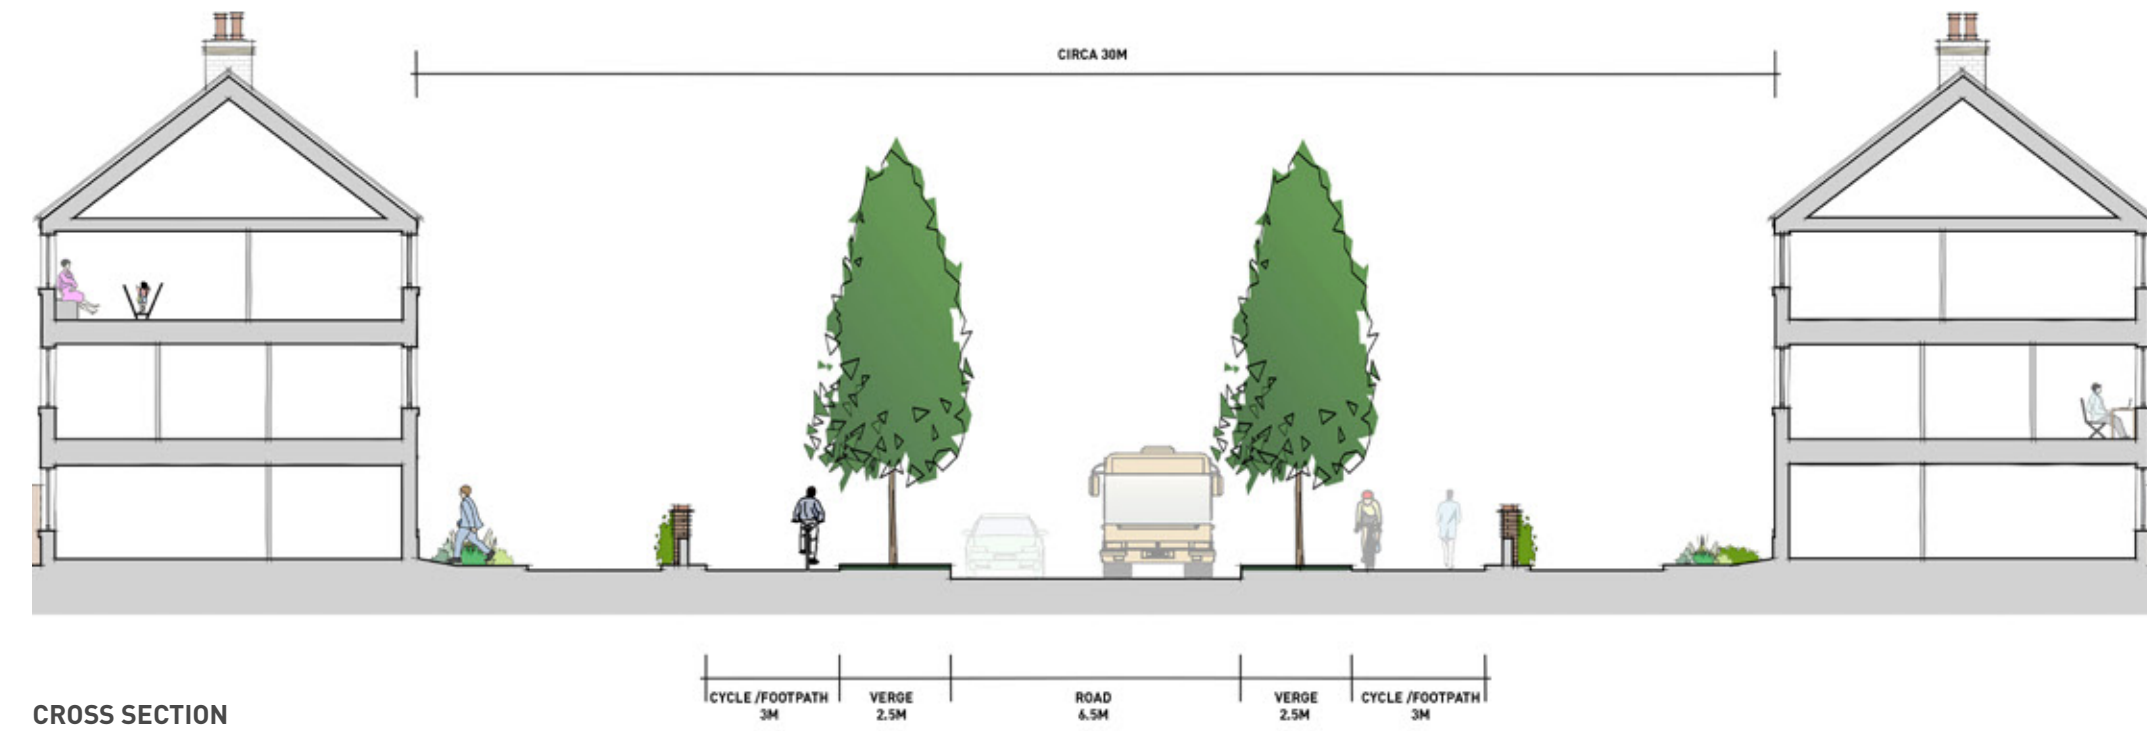 CIRCA 30M
CYCLE /FOOTPATH
3M
VERGE
2.5M
ROAD
6.5M
VERGE
2.5M
CYCLE /FOOTPATH
3M
CROSS SECTION